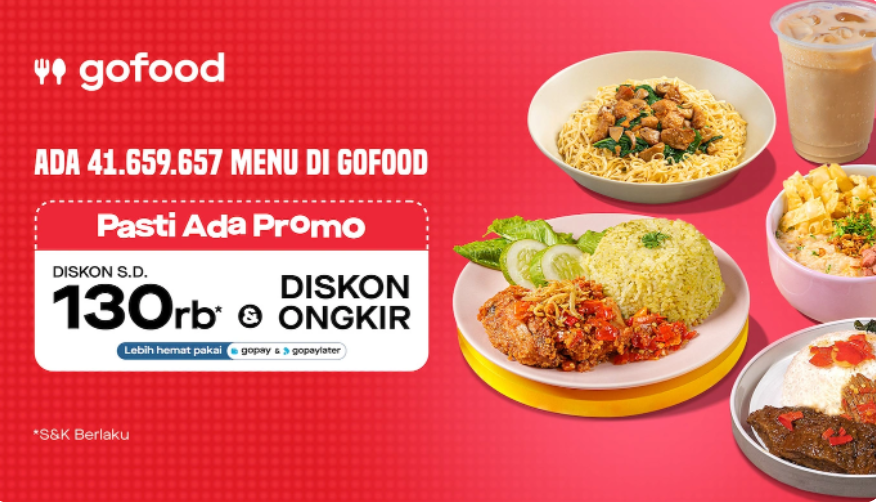 gofood
ADA 41.659.657 MENU DI GOFOOD
Pasti Ada Promo
DISKON S.D.
130rb*
&
DISKON
ONGKIR
Lebih hemat pakai gopay & gopaylater
*S&K Berlaku